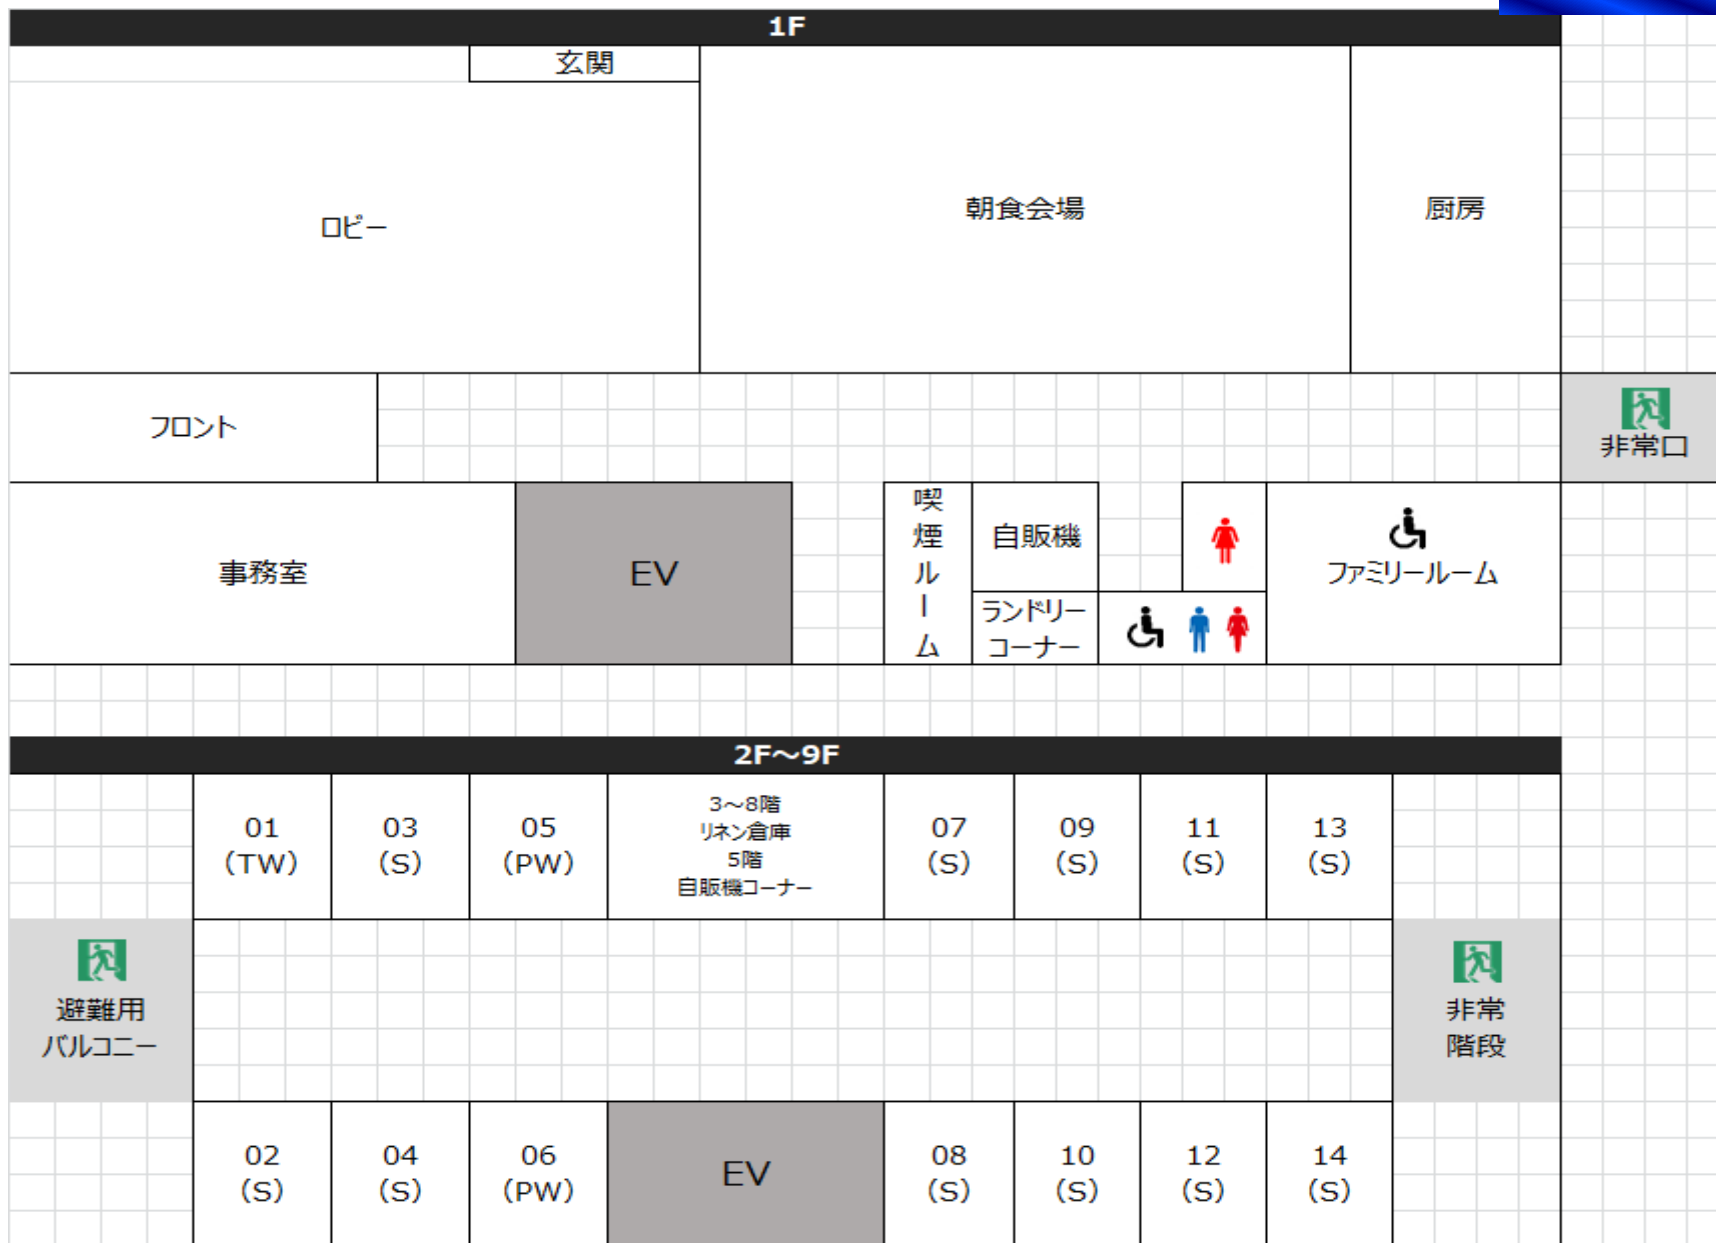 1F
玄関
ロビー
朝食会場
厨房
フロント
非常口
事務室
EV
喫煙ルーム
自販機
ランドリー
コーナー
ファミリールーム
2F～9F
01
（TW）
03
（S）
05
（PW）
3～8階
リネン倉庫
5階
自販機コーナー
07
（S）
09
（S）
11
（S）
13
（S）
避難用
バルコニー
非常
階段
02
（S）
04
（S）
06
（PW）
EV
08
（S）
10
（S）
12
（S）
14
（S）